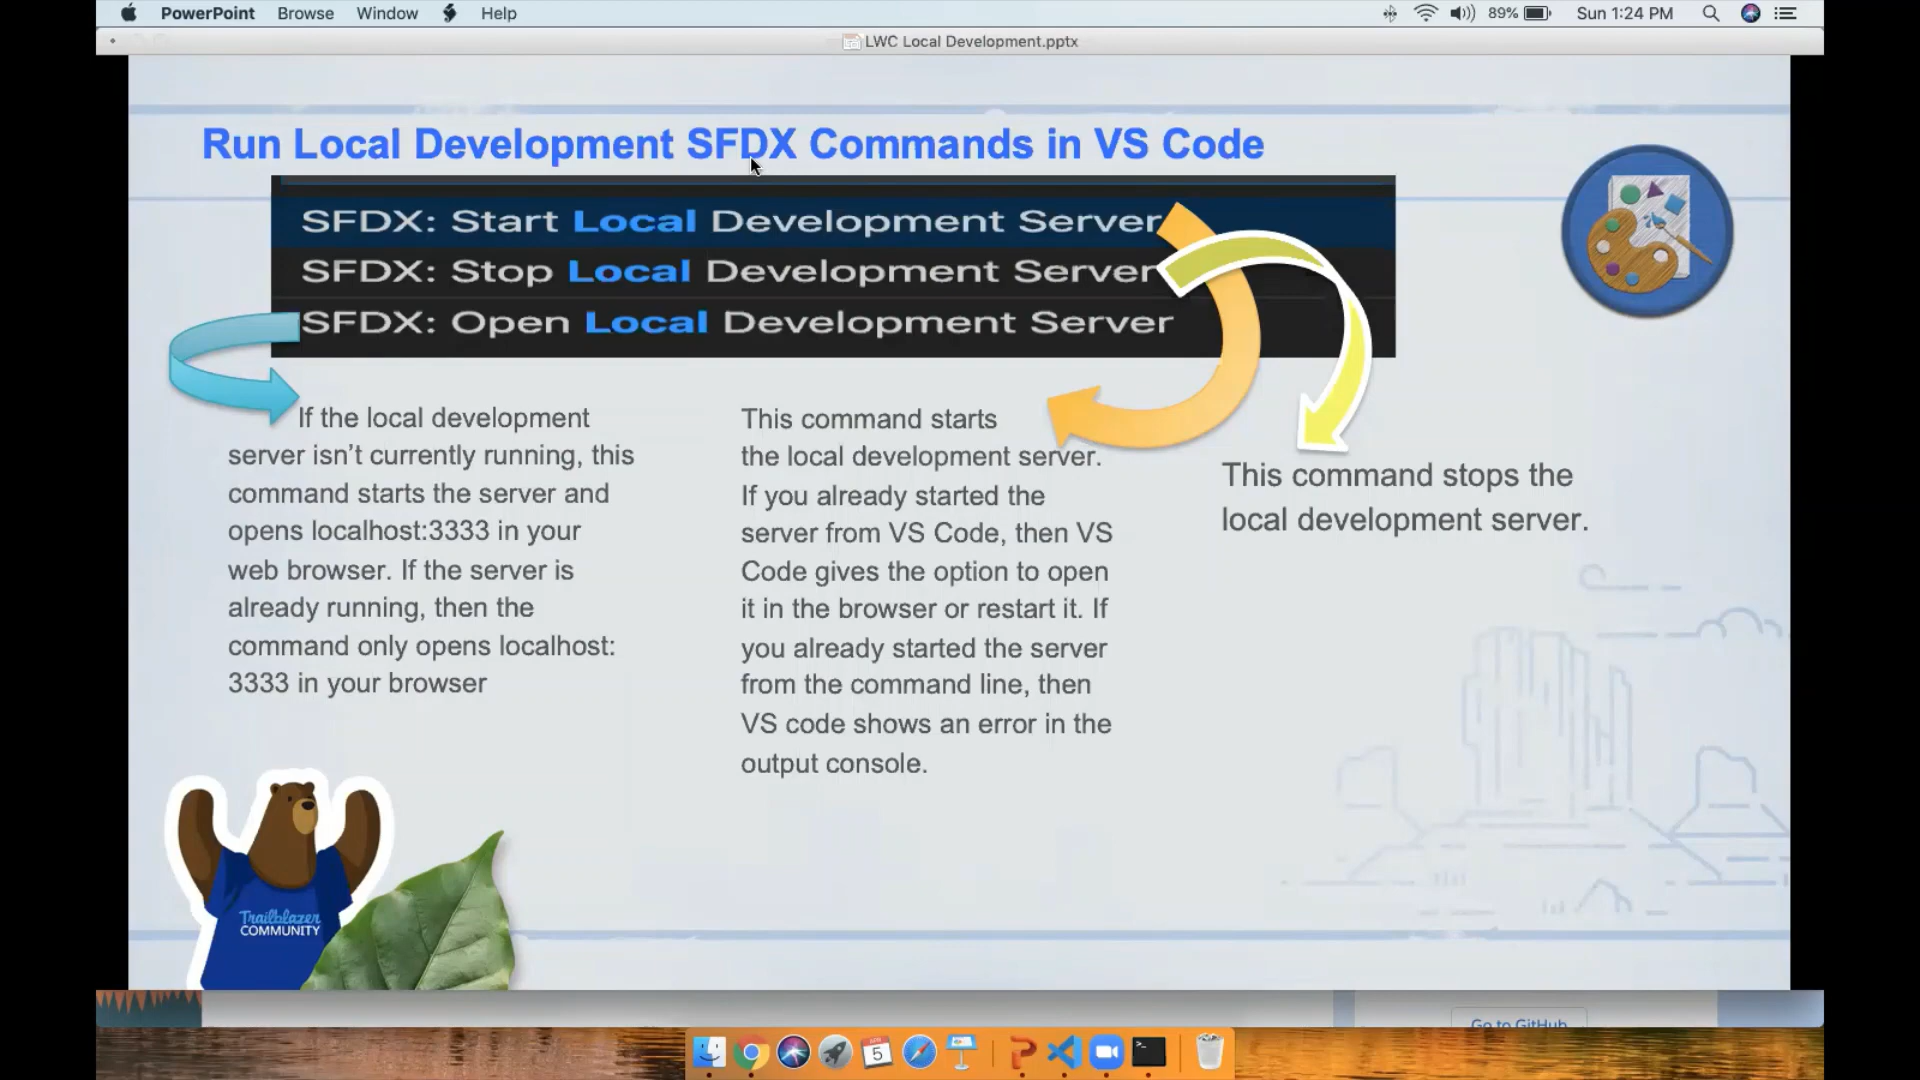 PowerPoint Browse Window Help 89% Sun 1:24 PM
LWC Local Development.pptx
Run Local Development SFDX Commands in VS Code
SFDX: Start Local Development Server
SFDX: Stop Local Development Server
SFDX: Open Local Development Server
If the local development
server isn’t currently running, this
command starts the server and
opens localhost:3333 in your
web browser. If the server is
already running, then the
command only opens localhost:
3333 in your browser
This command starts
the local development server.
If you already started the
server from VS Code, then VS
Code gives the option to open
it in the browser or restart it. If
you already started the server
from the command line, then
VS code shows an error in the
output console.
This command stops the
local development server.
Trailblazer
COMMUNITY
Go to GitHub
APR
5